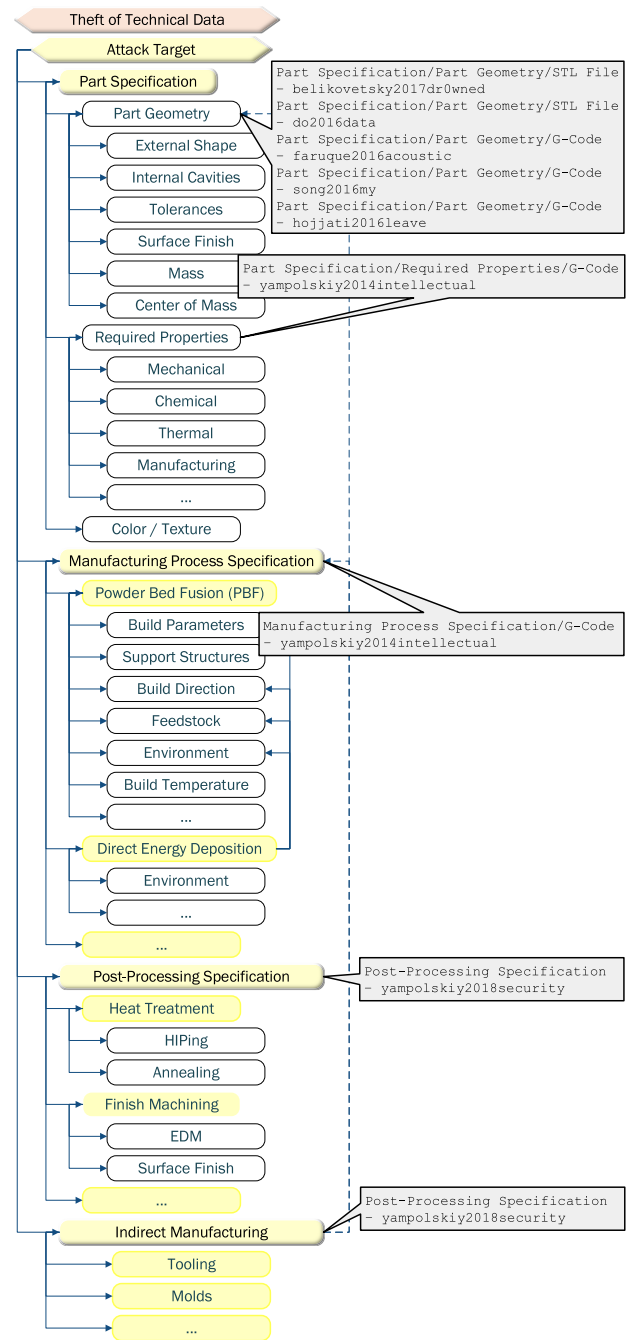 Theft of Technical Data
Attack Target
Part Specification
Part Specification/Part Geometry/STL File
- belikovetsky2017dr0wned
Part Specification/Part Geometry/STL File
- do2016data
Part Specification/Part Geometry/G-Code
- faruque2016acoustic
Part Specification/Part Geometry/G-Code
- song2016my
Part Specification/Part Geometry/G-Code
- hojjati2016leave
Part Geometry
External Shape
Internal Cavities
Tolerances
Surface Finish
Mass
Center of Mass
Part Specification/Required Properties/G-Code
- yampolskiy2014intellectual
Required Properties
Mechanical
Chemical
Thermal
Manufacturing
...
Color / Texture
Manufacturing Process Specification
Powder Bed Fusion (PBF)
Build Parameters
Manufacturing Process Specification/G-Code
- yampolskiy2014intellectual
Support Structures
Build Direction
Feedstock
Environment
Build Temperature
...
Direct Energy Deposition
Environment
...
...
Post-Processing Specification
Post-Processing Specification
- yampolskiy2018security
Heat Treatment
HIPing
Annealing
Finish Machining
EDM
Surface Finish
...
Indirect Manufacturing
Post-Processing Specification
- yampolskiy2018security
Tooling
Molds
...